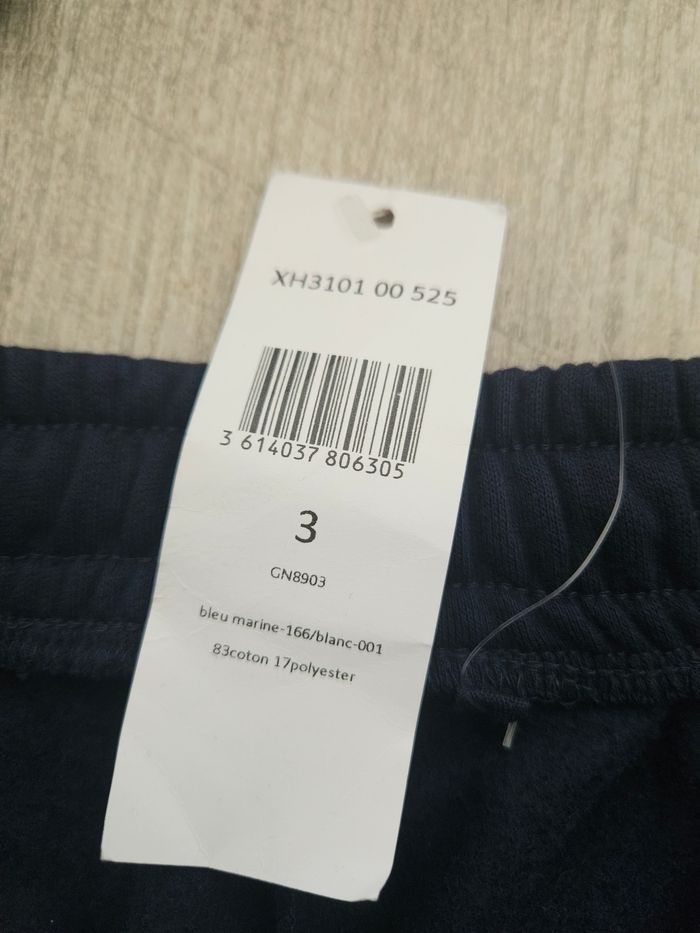 XH3101 00 525
3 614037 806305
3
GN8903
bleu marine-166/blanc-001
83coton 17polyester